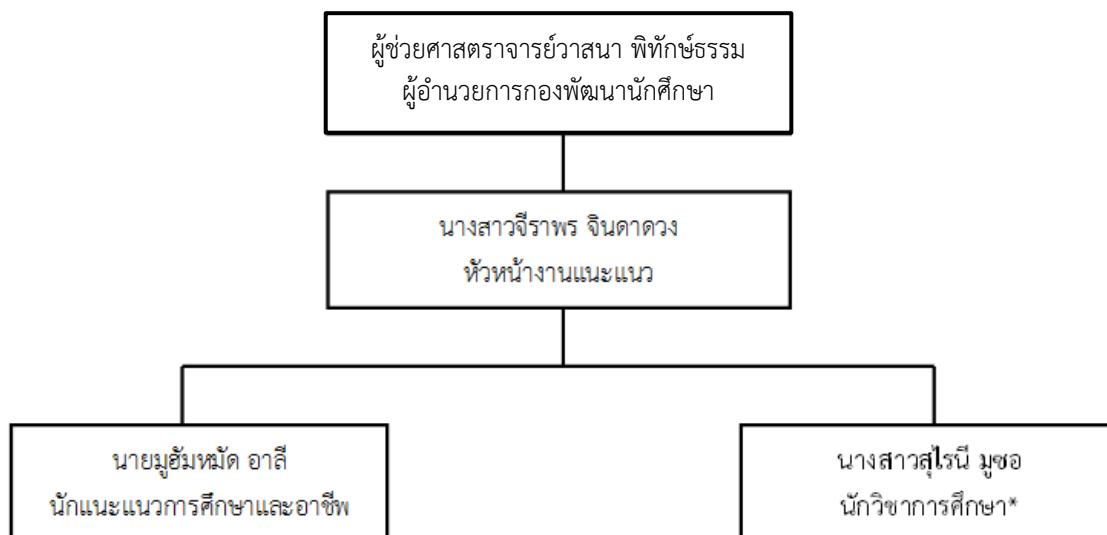 ผู้ช่วยศาสตราจารย์วาสนา พิทักษ์ธรรม
ผู้อำนวยการกองพัฒนานักศึกษา
นางสาวจีราพร จินดาดวง
หัวหน้างานแนะแนว
นายมูฮัมหมัด อาลี
นักแนะแนวการศึกษาและอาชีพ
นางสาวสุไรนี มูซอ
นักวิชาการศึกษา*